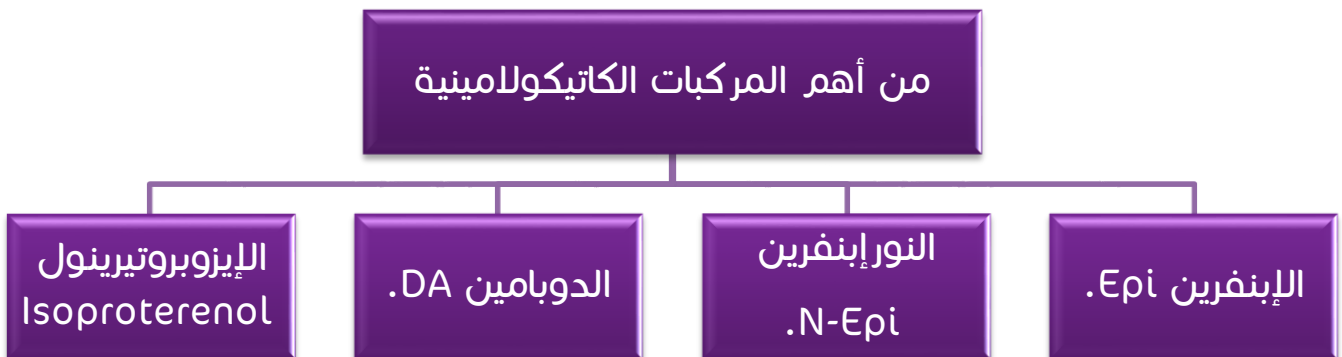 من أهم المركبات الكاتيكولامينية
الإبنفرين Epi.
النورإبنفرين
N-Epi.
الدوبامين DA.
الإيزوبروتيرينول
Isoproterenol